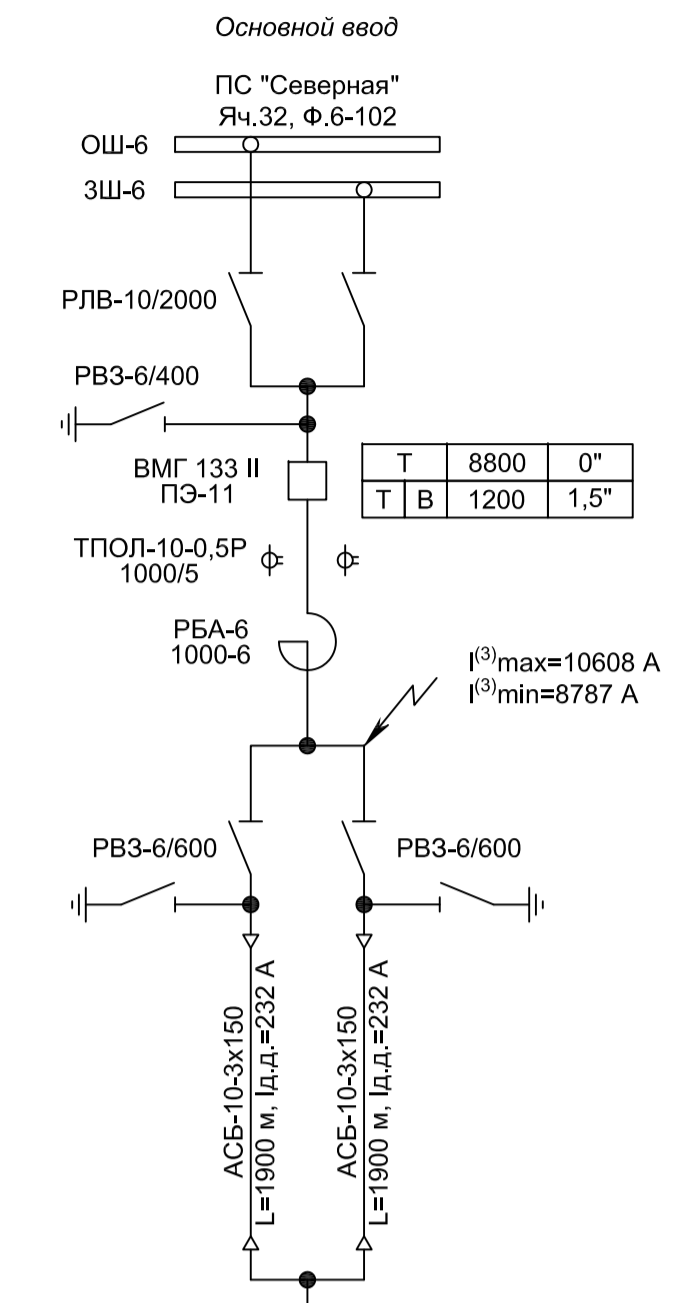 Основной ввод
ПС "Северная"
Яч.32, Ф.6-102
ОШ-6
ЗШ-6
РЛВ-10/2000
РВЗ-6/400
ВМГ 133 II
ПЭ-11
Т 8800 0"
Т В 1200 1,5"
ТПОЛ-10-0,5Р
1000/5
РБА-6
1000-6
I(3)max=10608 А
I(3)min=8787 А
РВЗ-6/600
РВЗ-6/600
АСБ-10-3х150
L=1900 м, Iд.д.=232 А
АСБ-10-3х150
L=1900 м, Iд.д.=232 А